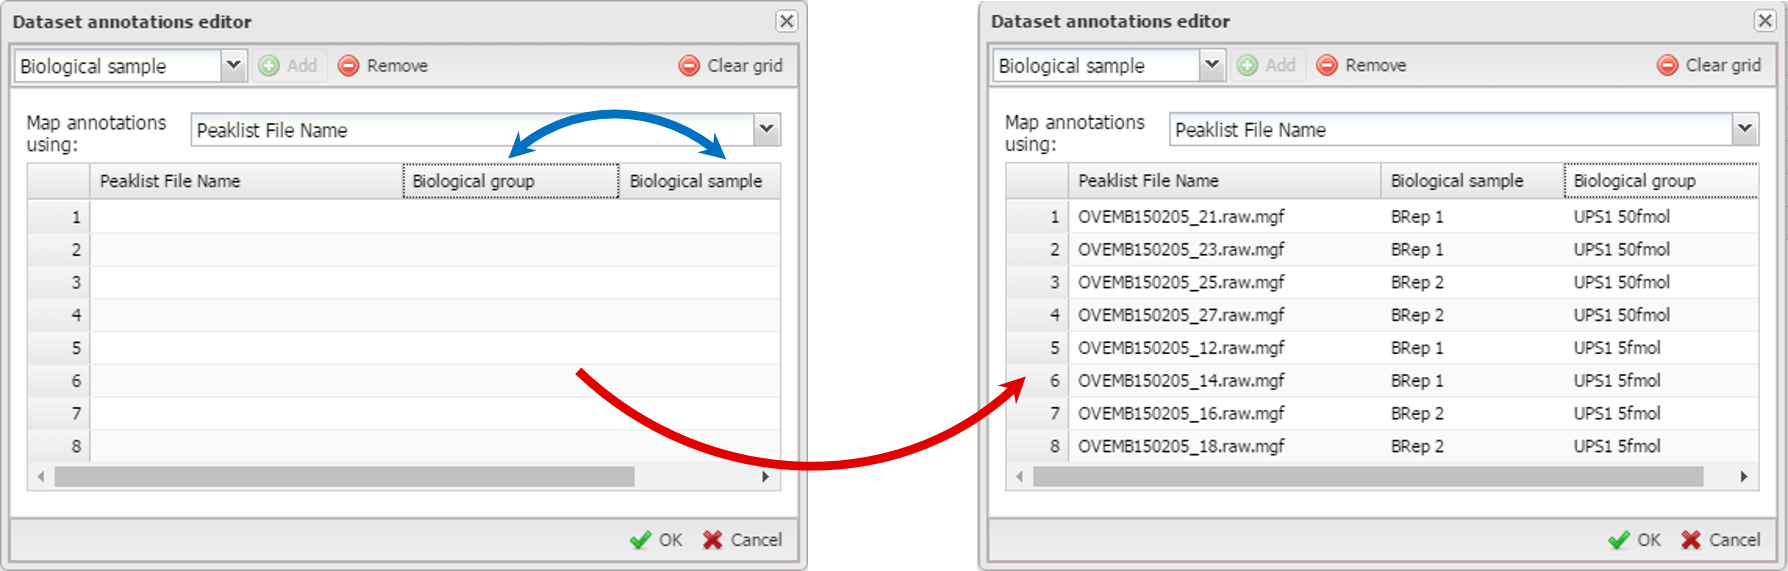 Dataset annotations editor
Biological sample Add Remove Clear grid
Map annotations
using:
Peaklist File Name
Peaklist File Name Biological group Biological sample
1
2
3
4
5
6
7
8
OK Cancel
Dataset annotations editor
Biological sample Add Remove Clear grid
Map annotations
using:
Peaklist File Name
Peaklist File Name Biological sample Biological group
1 OVEMB150205_21.raw.mgf BRep 1 UPS1 50fmol
2 OVEMB150205_23.raw.mgf BRep 1 UPS1 50fmol
3 OVEMB150205_25.raw.mgf BRep 2 UPS1 50fmol
4 OVEMB150205_27.raw.mgf BRep 2 UPS1 50fmol
5 OVEMB150205_12.raw.mgf BRep 1 UPS1 5fmol
6 OVEMB150205_14.raw.mgf BRep 1 UPS1 5fmol
7 OVEMB150205_16.raw.mgf BRep 2 UPS1 5fmol
8 OVEMB150205_18.raw.mgf BRep 2 UPS1 5fmol
OK Cancel